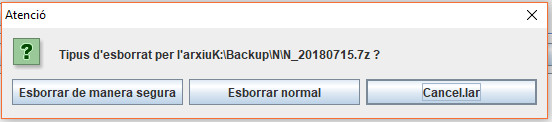 Atenció
?
Tipus d'esborrat per l'arxiuK:\Backup\N\N_20180715.7z ?
Esborrar de manera segura
Esborrar normal
Cancel.lar